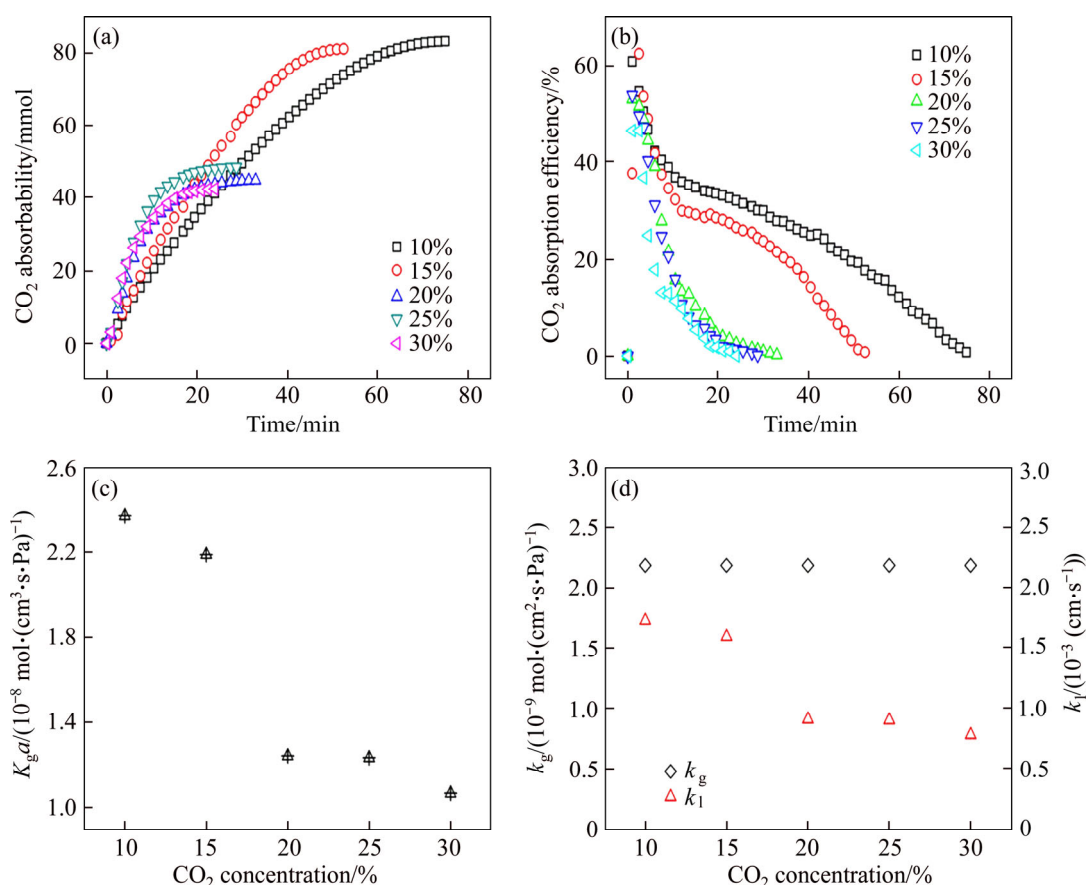 (a)
80
60
40
20
0
CO₂ absorbability/mmol
10%
15%
20%
25%
30%
0 20 40 60 80
Time/min
(b)
60
40
20
0
CO₂ absorption efficiency/%
10%
15%
20%
25%
30%
0 20 40 60 80
Time/min
(c)
2.6
2.2
1.8
1.4
1.0
Kga/(10⁻⁸ mol·(cm³·s·Pa)⁻¹)
10 15 20 25 30
CO₂ concentration/%
(d)
3.0
2.5
2.0
1.5
1.0
0.5
0
kg/(10⁻⁹ mol·(cm²·s·Pa)⁻¹)
kg
kl
3.0
2.5
2.0
1.5
1.0
0.5
0
kl/(10⁻³ (cm·s⁻¹)
10 15 20 25 30
CO₂ concentration/%